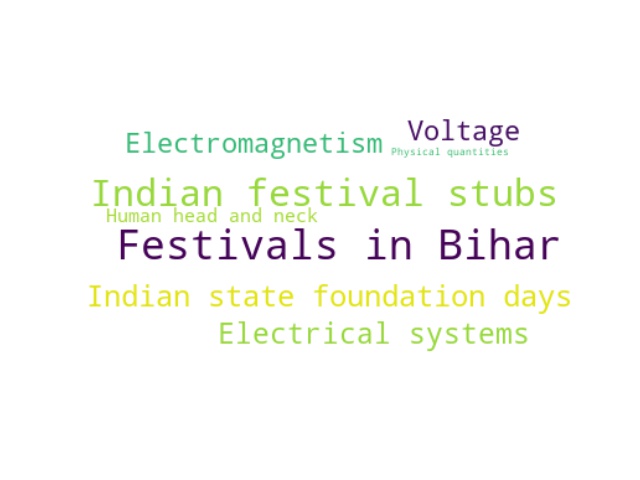 Electromagnetism Voltage
Physical quantities
Indian festival stubs
Human head and neck
Festivals in Bihar
Indian state foundation days
Electrical systems